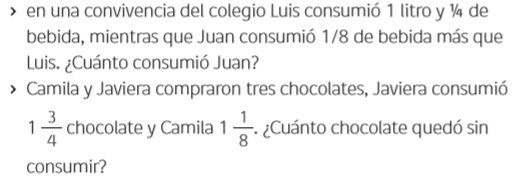 > en una convivencia del colegio Luis consumió 1 litro y ¼ de
bebida, mientras que Juan consumió 1/8 de bebida más que
Luis. ¿Cuánto consumió Juan?
> Camila y Javiera compraron tres chocolates, Javiera consumió
1 3/4 chocolate y Camila 1 1/8. ¿Cuánto chocolate quedó sin
consumir?